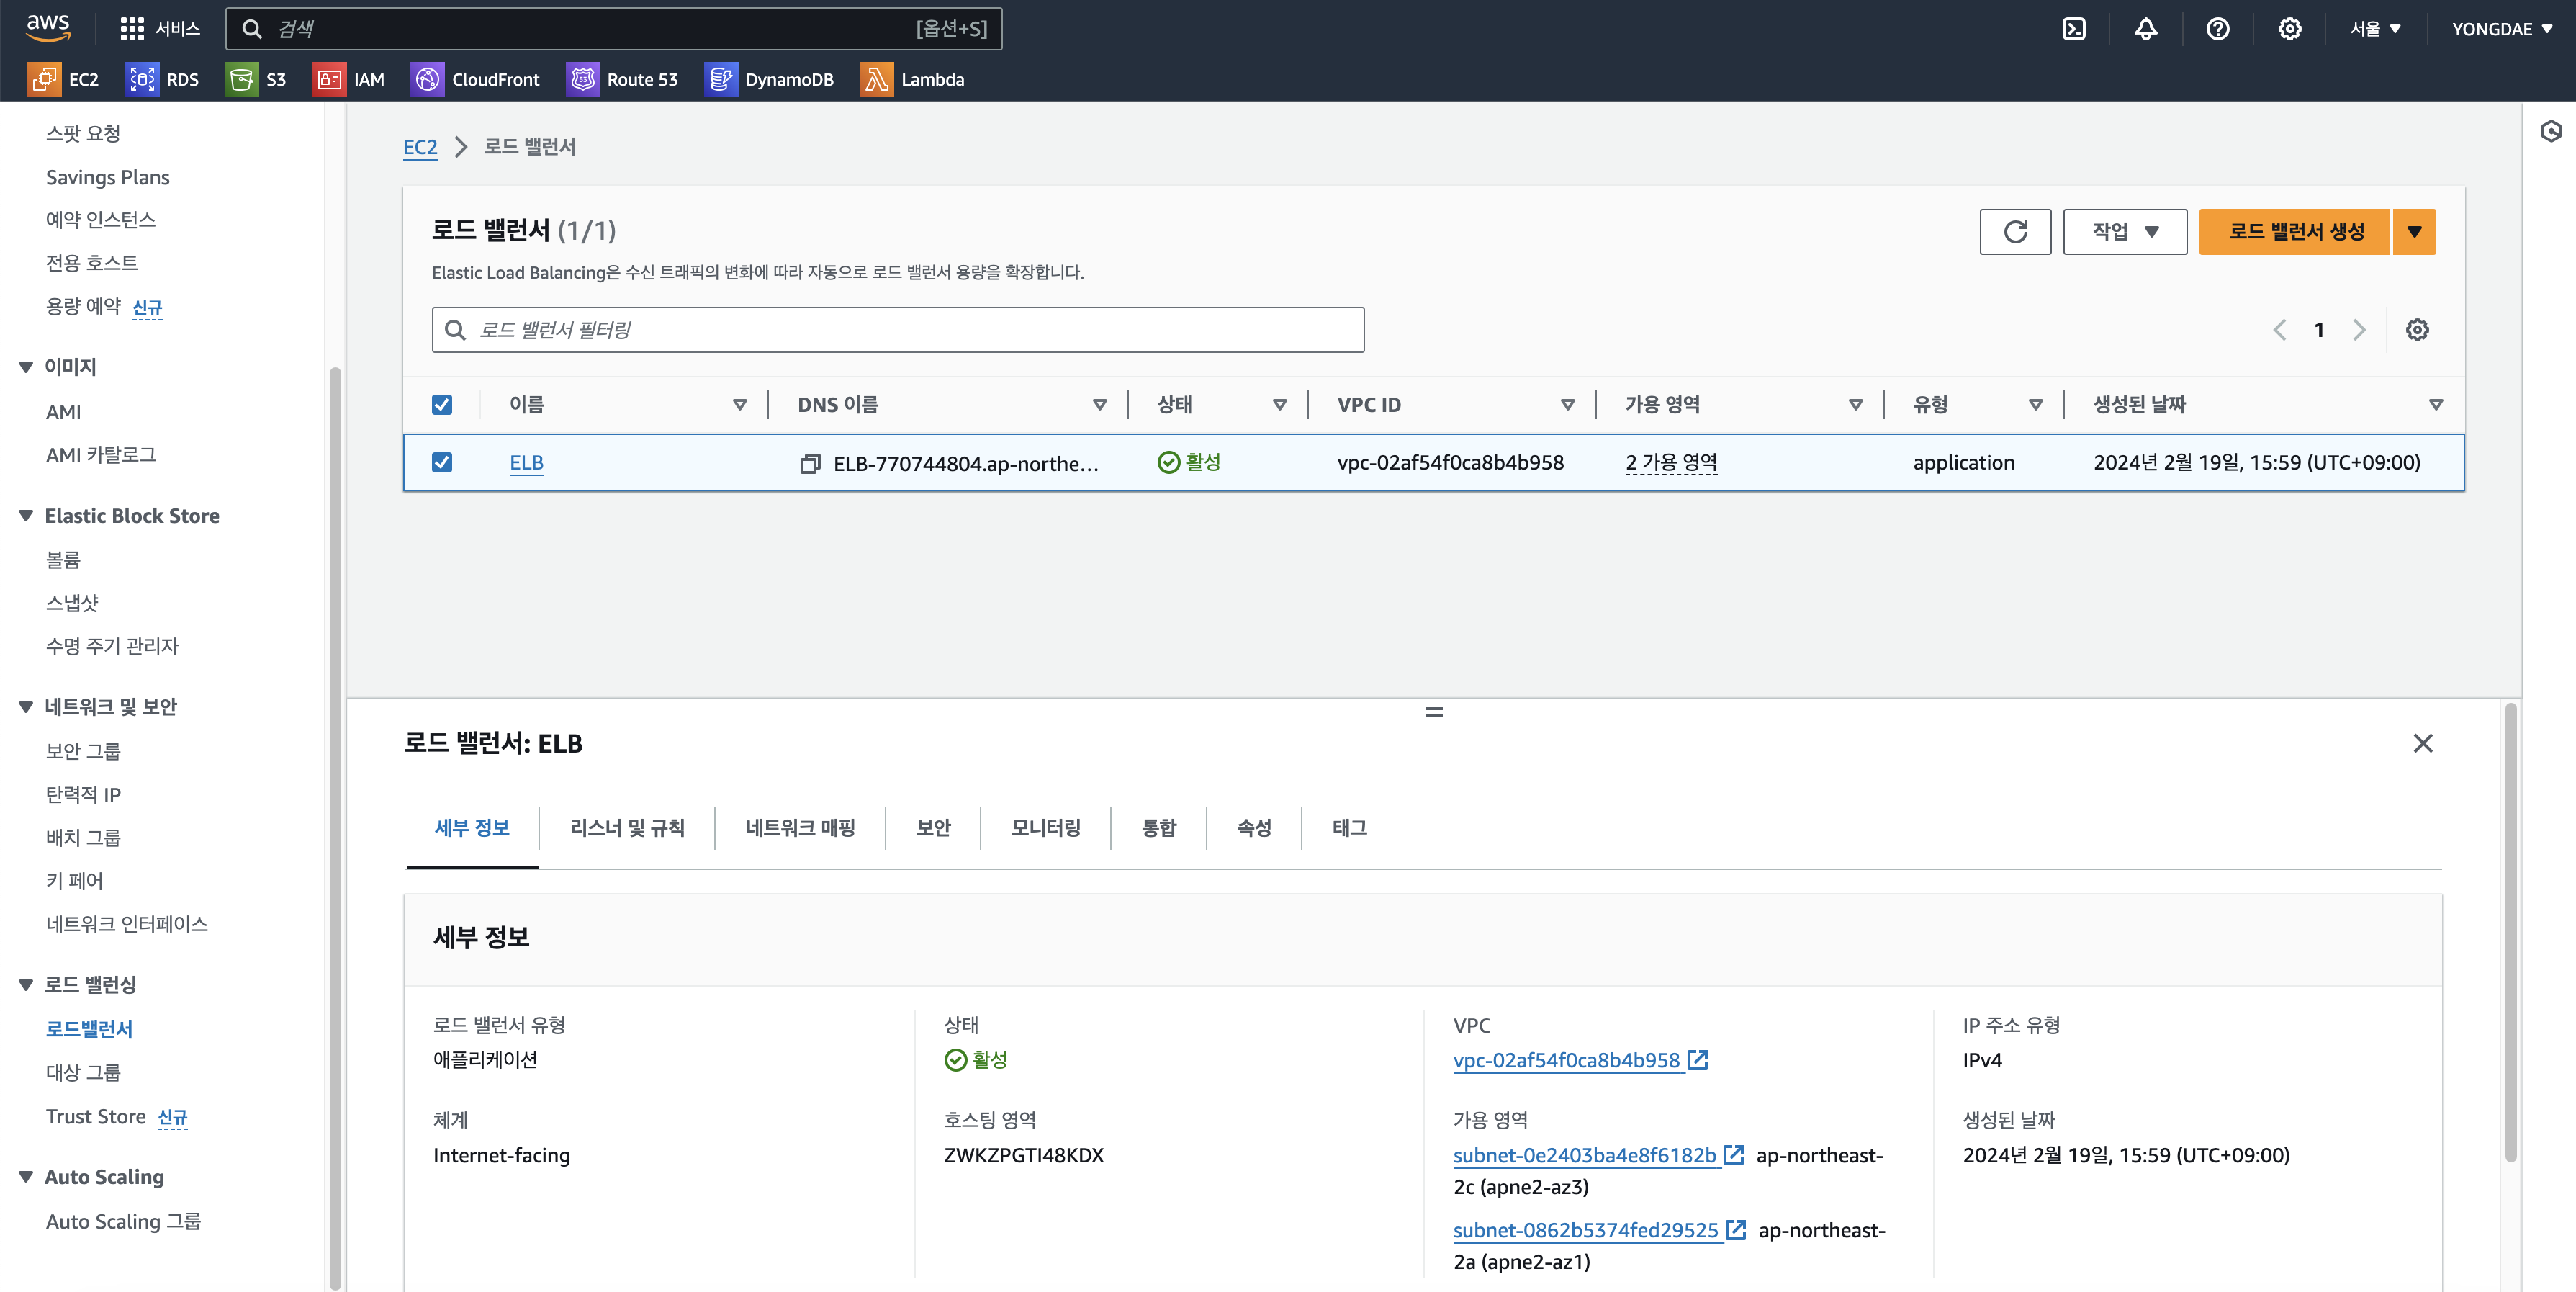 aws
서비스
검색
[옵션+S]
서울
YONGDAE
EC2
RDS
S3
IAM
CloudFront
Route 53
DynamoDB
Lambda
스팟 요청
Savings Plans
예약 인스턴스
전용 호스트
용량 예약 신규
이미지
AMI
AMI 카탈로그
Elastic Block Store
볼륨
스냅샷
수명 주기 관리자
네트워크 및 보안
보안 그룹
탄력적 IP
배치 그룹
키 페어
네트워크 인터페이스
로드 밸런싱
로드밸런서
대상 그룹
Trust Store 신규
Auto Scaling
Auto Scaling 그룹
EC2 로드 밸런서
로드 밸런서 (1/1)
작업
로드 밸런서 생성
Elastic Load Balancing은 수신 트래픽의 변화에 따라 자동으로 로드 밸런서 용량을 확장합니다.
로드 밸런서 필터링
1
이름 DNS 이름 상태 VPC ID 가용 영역 유형 생성된 날짜
ELB ELB-770744804.ap-northe... 활성 vpc-02af54f0ca8b4b958 2 가용 영역 application 2024년 2월 19일, 15:59 (UTC+09:00)
로드 밸런서: ELB
세부 정보 리스너 및 규칙 네트워크 매핑 보안 모니터링 통합 속성 태그
세부 정보
로드 밸런서 유형
애플리케이션
체계
Internet-facing
상태
활성
호스팅 영역
ZWKZPGTI48KDX
VPC
vpc-02af54f0ca8b4b958
가용 영역
subnet-0e2403ba4e8f6182b ap-northeast-
2c (apne2-az3)
subnet-0862b5374fed29525 ap-northeast-
2a (apne2-az1)
IP 주소 유형
IPv4
생성된 날짜
2024년 2월 19일, 15:59 (UTC+09:00)